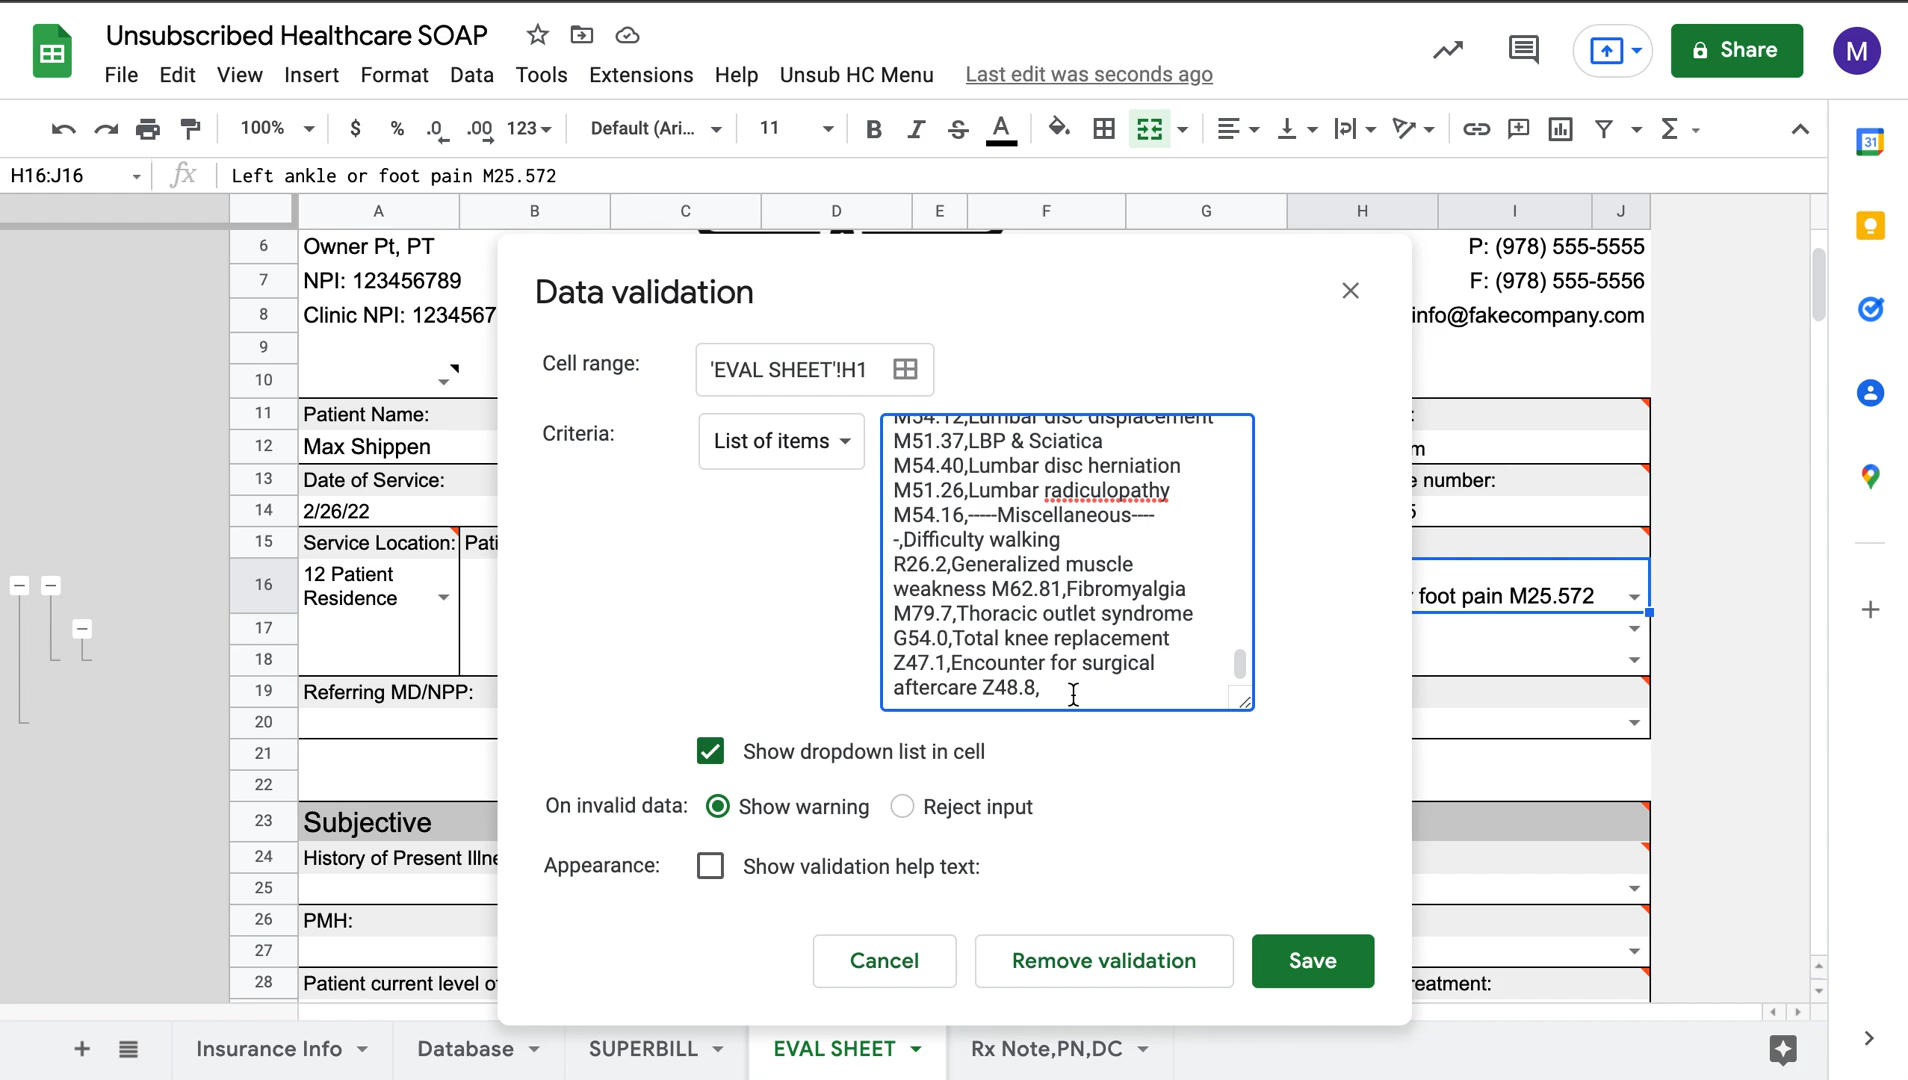 Unsubscribed Healthcare SOAP
File Edit View Insert Format Data Tools Extensions Help Unsub HC Menu Last edit was seconds ago
Share
M
100% $ % .0 .00 123 Default (Ari... 11 B I S A
31
H16:J16 fx Left ankle or foot pain M25.572
A B C D E F G H I J
6 Owner Pt, PT P: (978) 555-5555
7 NPI: 123456789 F: (978) 555-5556
8 Clinic NPI: 1234567 info@fakecompany.com
9
10
11 Patient Name: :
12 Max Shippen m
13 Date of Service: e number:
14 2/26/22 5
15 Service Location: Pati
16 12 Patient
Residence foot pain M25.572
17
18
19 Referring MD/NPP:
20
21
22
23 Subjective
24 History of Present Illne
25
26 PMH:
27
28 Patient current level o reatment:
Data validation
Cell range: 'EVAL SHEET'!H1
Criteria: List of items
M54.12,Lumbar disc displacement
M51.37,LBP & Sciatica
M54.40,Lumbar disc herniation
M51.26,Lumbar radiculopathy
M54.16,-----Miscellaneous----
-,Difficulty walking
R26.2,Generalized muscle
weakness M62.81,Fibromyalgia
M79.7,Thoracic outlet syndrome
G54.0,Total knee replacement
Z47.1,Encounter for surgical
aftercare Z48.8,
Show dropdown list in cell
On invalid data: Show warning Reject input
Appearance: Show validation help text:
Cancel Remove validation Save
Insurance Info Database SUPERBILL EVAL SHEET Rx Note,PN,DC